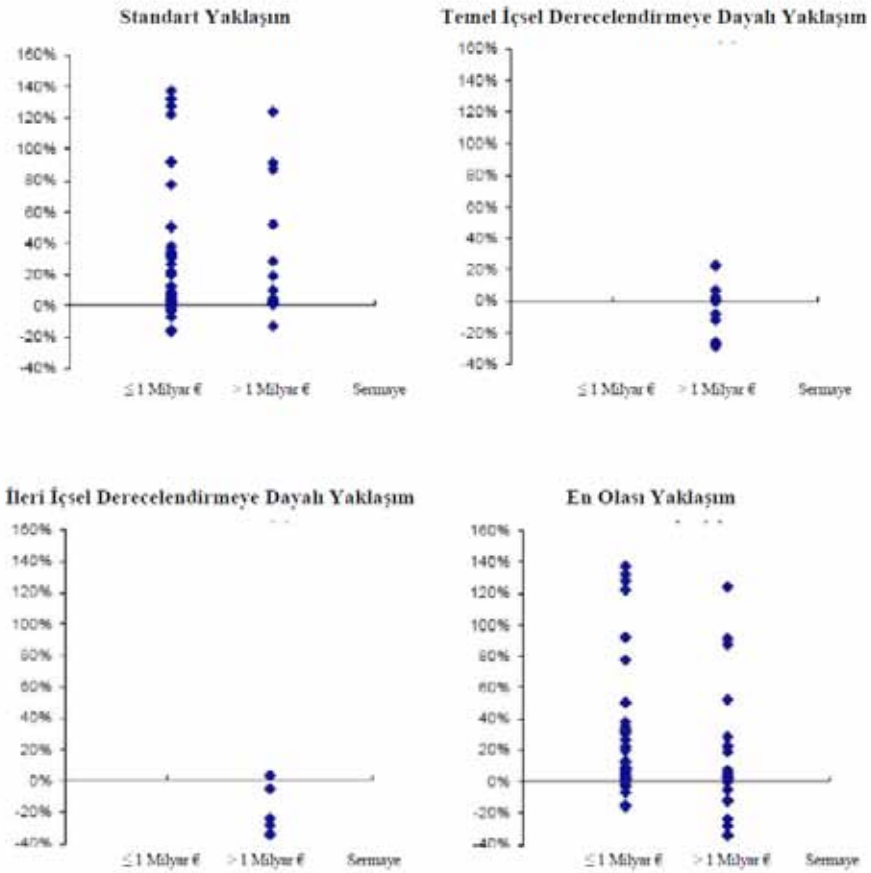 Standart Yaklaşım
160%
140%
120%
100%
80%
60%
40%
20%
0%
-20%
-40%
≤ 1 Milyar €
> 1 Milyar €
Sermaye
Temel İçsel Derecelendirmeye Dayalı Yaklaşım
160%
140%
120%
100%
80%
60%
40%
20%
0%
-20%
-40%
≤ 1 Milyar €
> 1 Milyar €
Sermaye
İleri İçsel Derecelendirmeye Dayalı Yaklaşım
160%
140%
120%
100%
80%
60%
40%
20%
0%
-20%
-40%
≤ 1 Milyar €
> 1 Milyar €
Sermaye
En Olası Yaklaşım
160%
140%
120%
100%
80%
60%
40%
20%
0%
-20%
-40%
≤ 1 Milyar €
> 1 Milyar €
Sermaye